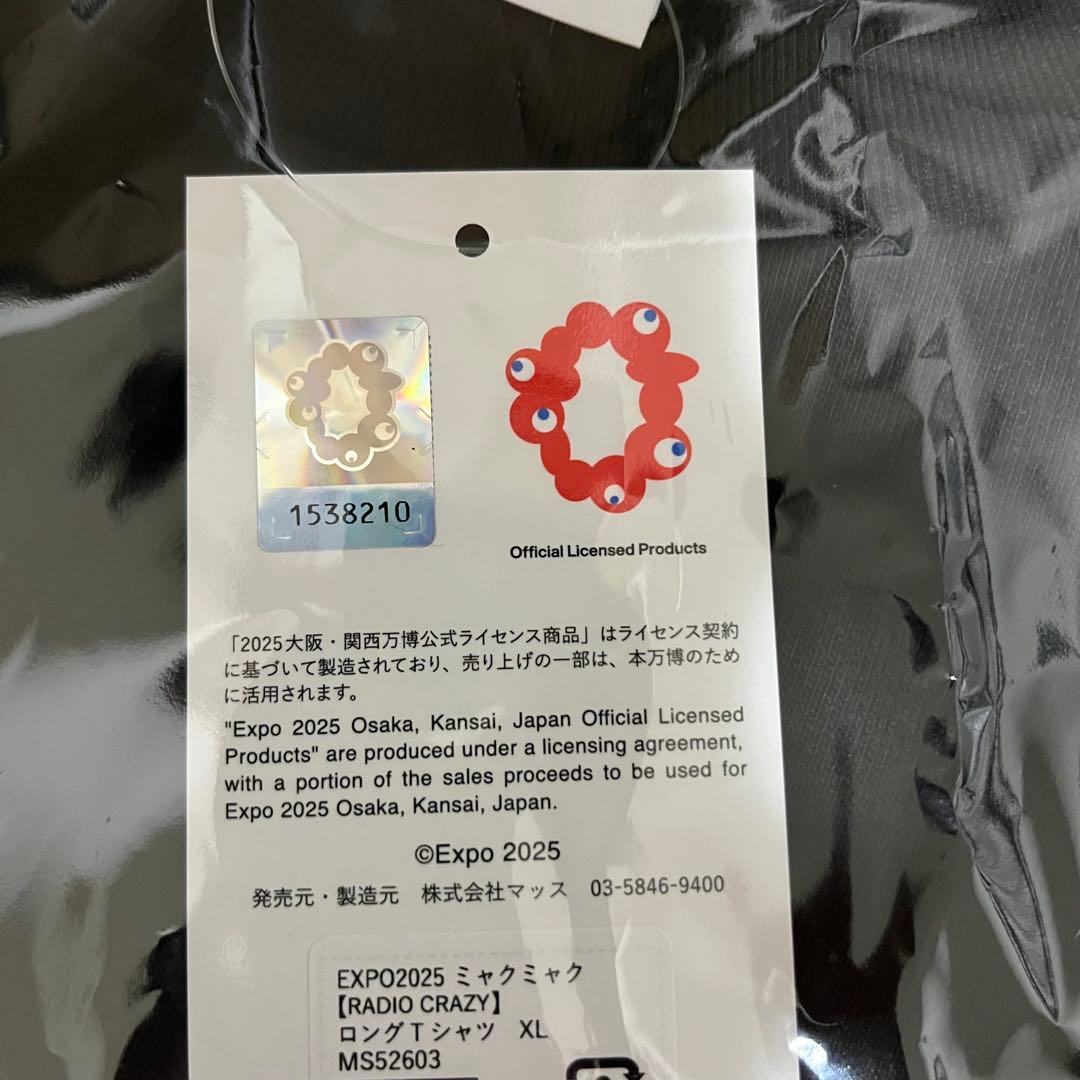 1538210
Official Licensed Products
「2025大阪・関西万博公式ライセンス商品」はライセンス契約
に基づいて製造されており、売り上げの一部は、本万博のため
に活用されます。
"Expo 2025 Osaka, Kansai, Japan Official Licensed
Products" are produced under a licensing agreement,
with a portion of the sales proceeds to be used for
Expo 2025 Osaka, Kansai, Japan.
©Expo 2025
発売元・製造元 株式会社マッス 03-5846-9400
EXPO2025 ミャクミャク
【RADIO CRAZY】
ロングTシャツ XL
MS52603